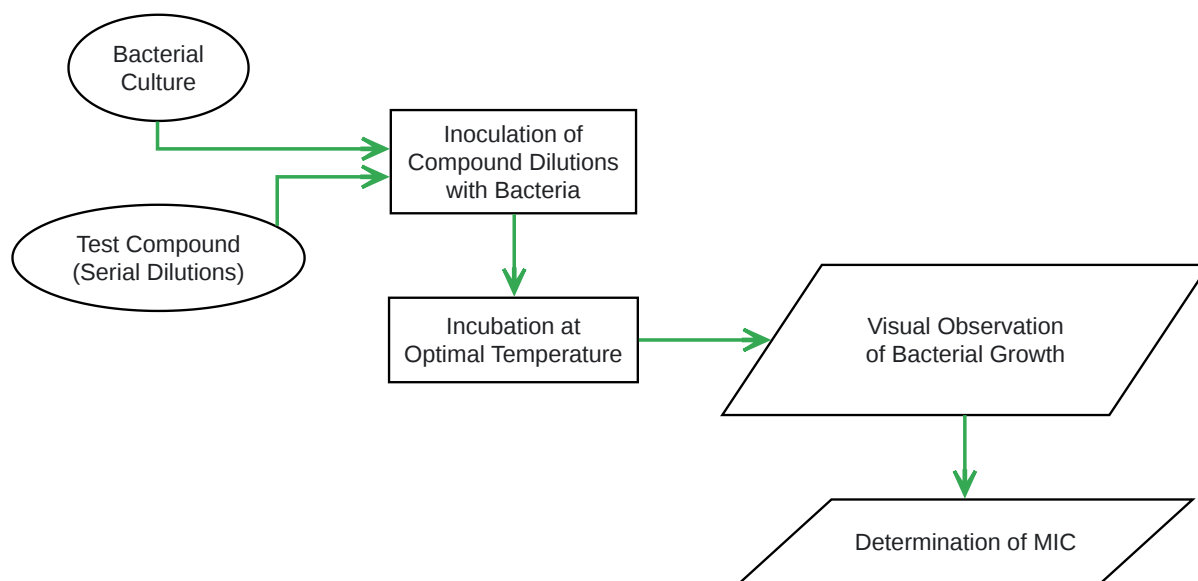 Bacterial
Culture
Inoculation of
Compound Dilutions
with Bacteria
Test Compound
(Serial Dilutions)
Incubation at
Optimal Temperature
Visual Observation
of Bacterial Growth
Determination of MIC